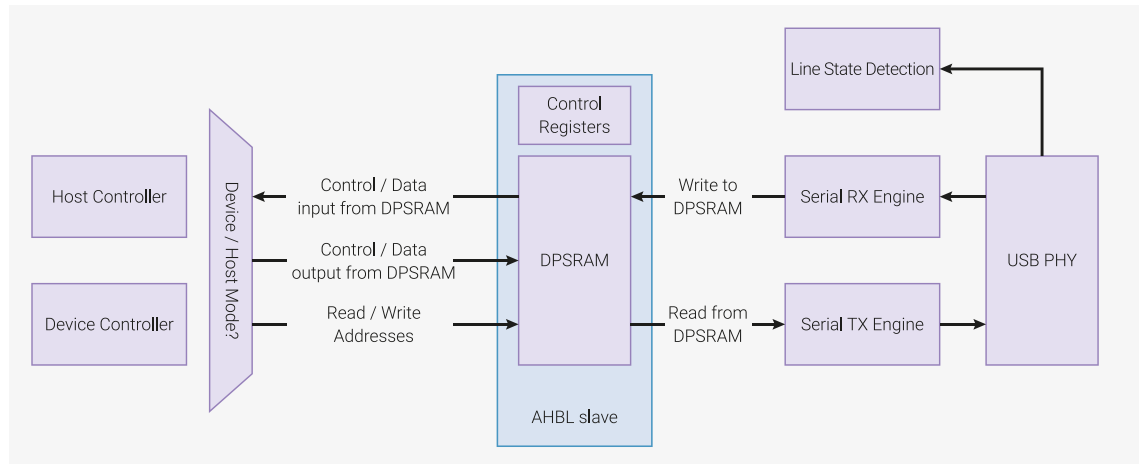 Line State Detection
Control
Registers
Host Controller
Device Controller
Device / Host Mode?
Control / Data
input from DPSRAM
Control / Data
output from DPSRAM
Read / Write
Addresses
DPSRAM
AHBL slave
Write to
DPSRAM
Read from
DPSRAM
Serial RX Engine
Serial TX Engine
USB PHY